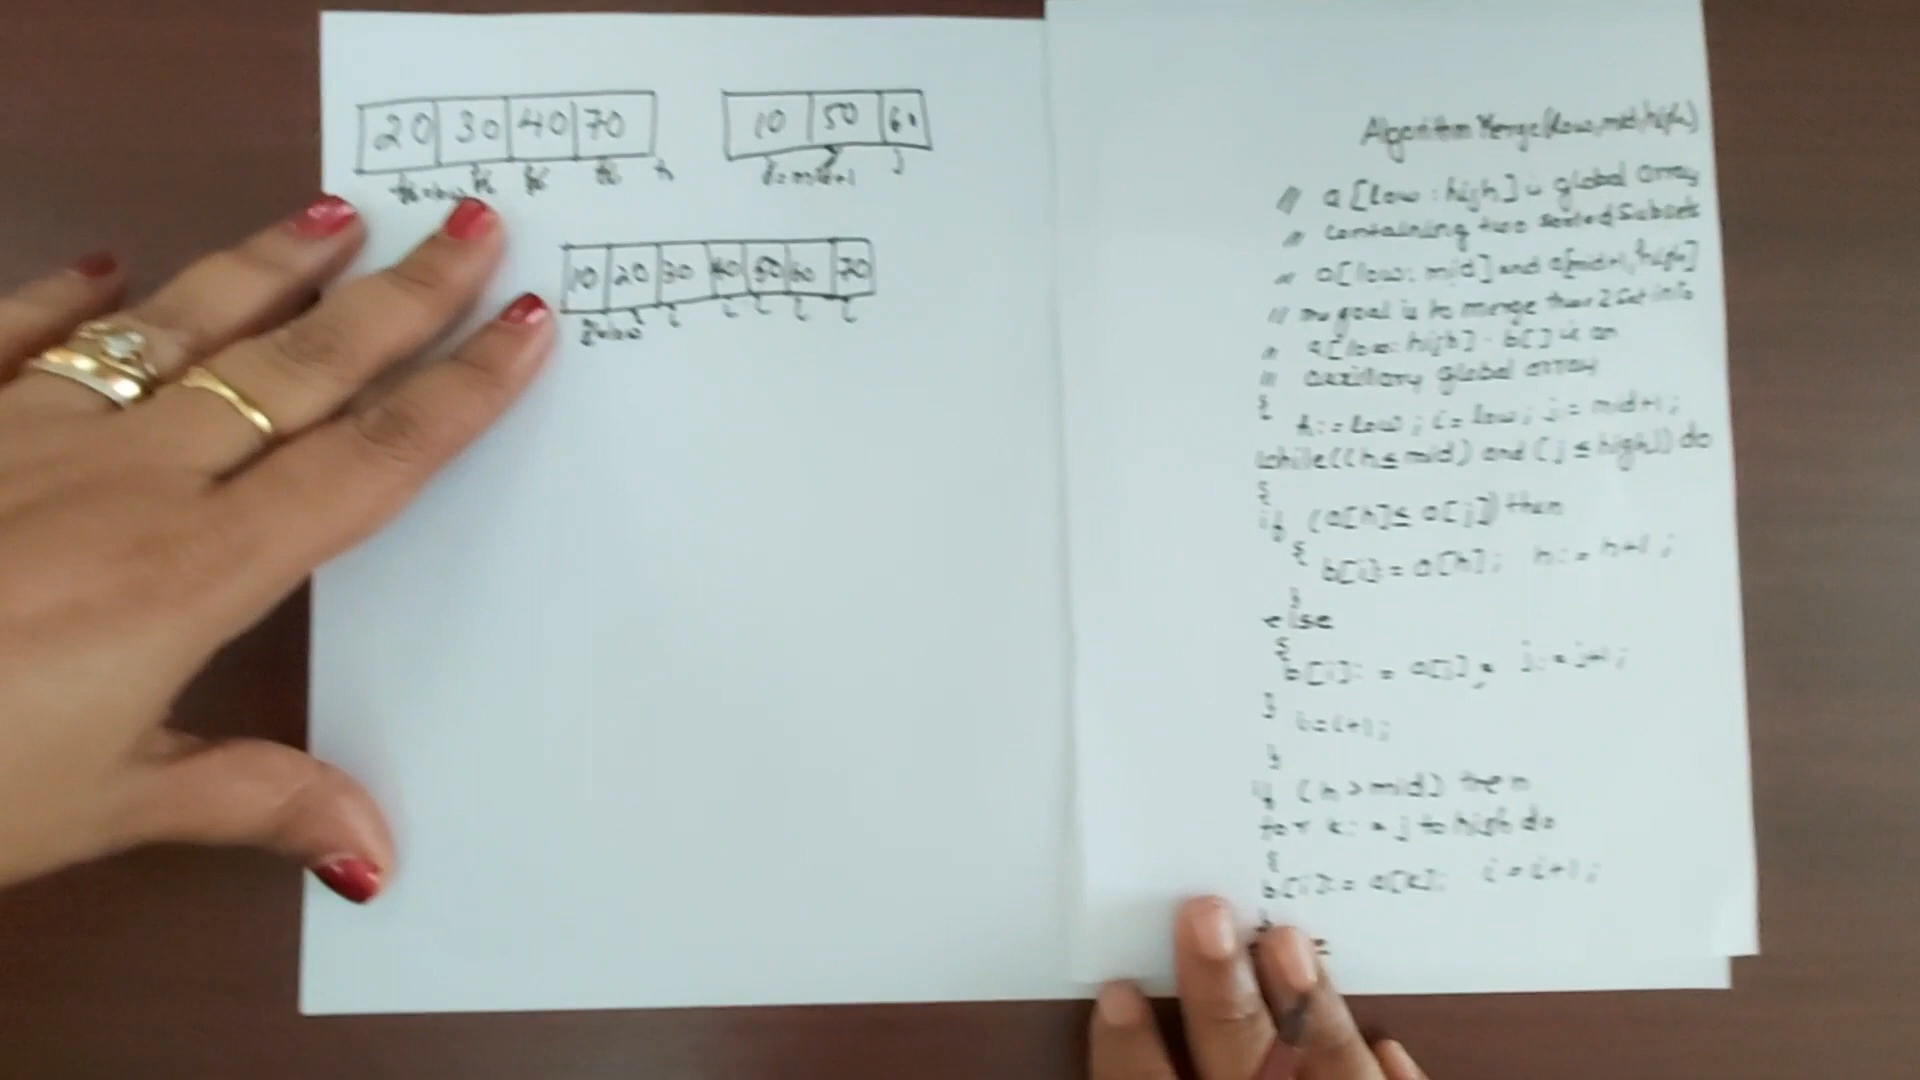 20 30 40 70
10 50 60
j=mid+1
j
h
10 20 30 40 50 60 70
i i i i i
Algorithm Merge(low,mid,high)
// a[low:high] is global array
// containing two sorted subsets
// a[low:mid] and a[mid+1,high]
// goal is to merge these 2 set into
// a[low:high]. b[] is an
// auxillary global array
{
h:=low; i=low; j=mid+1;
while((h≤mid) and (j≤high)) do
{
if (a[h]≤ a[j]) then
{
b[i]:= a[h]; h:=h+1;
}
else
{
b[i]:= a[j]; j:=j+1;
}
i=i+1;
}
if (h>mid) then
for k:=j to high do
{
b[i]:= a[k]; i=i+1;
}